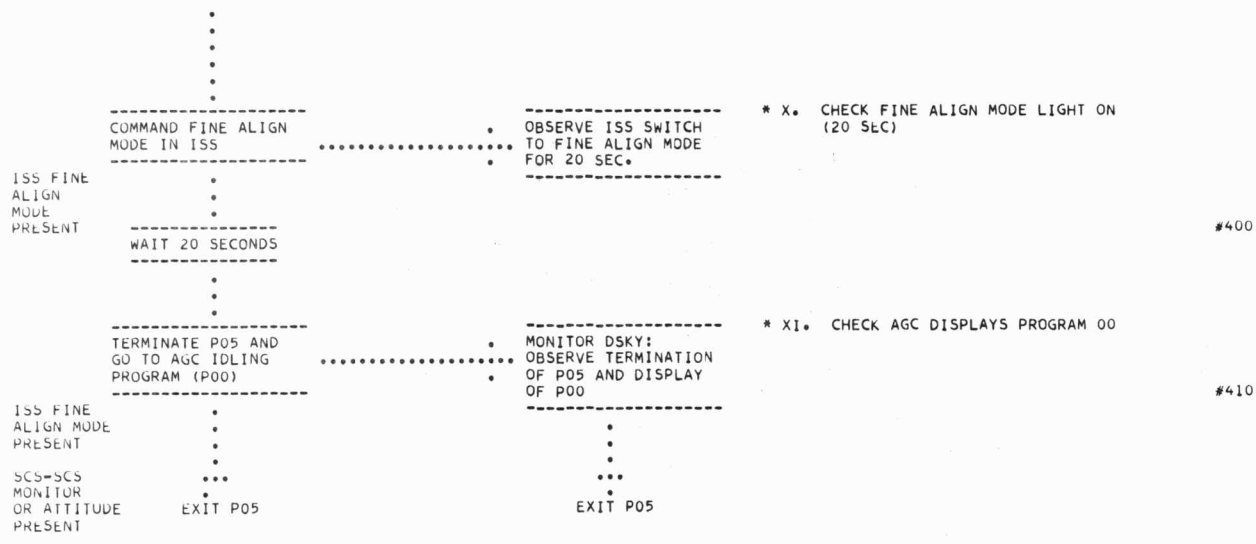 COMMAND FINE ALIGN
MODE IN ISS
OBSERVE ISS SWITCH
TO FINE ALIGN MODE
FOR 20 SEC.
* X. CHECK FINE ALIGN MODE LIGHT ON
(20 SEC)
ISS FINE
ALIGN
MODE
PRESENT
#400
WAIT 20 SECONDS
TERMINATE P05 AND
GO TO AGC IDLING
PROGRAM (P00)
MONITOR DSKY:
OBSERVE TERMINATION
OF P05 AND DISPLAY
OF P00
* XI. CHECK AGC DISPLAYS PROGRAM 00
#410
ISS FINE
ALIGN MODE
PRESENT
SCS-SCS
MONITOR
OR ATTITUDE
PRESENT
EXIT P05
EXIT P05